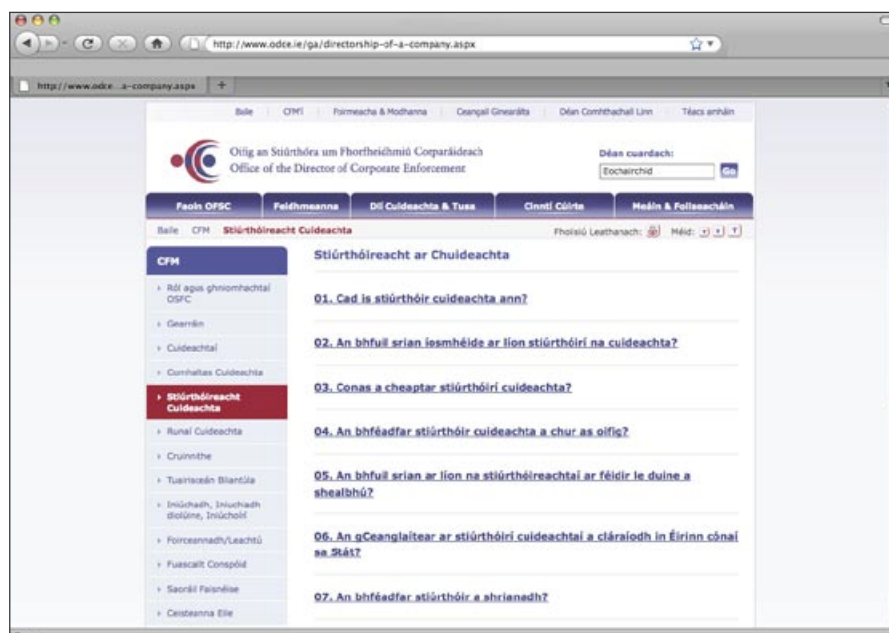 http://www.odce.ie/ga/directorship-of-a-company.aspx
http://www.odce...a-company.aspx
Baile CFM'í Foirmeacha & Modhanna Ceangail Ginearálta Déan Comhtheachaíl Linn Téacs amháin
Oifig an Stiúrthóra um Fhorfheidhmiú Corparáideach
Office of the Director of Corporate Enforcement
Déan cuardach:
Eochairchid Go
Faoin OFSC Feidhmeanna Dlí Cuideachta & Tusa Cinntí Cúirte Meáin & Foilseacháin
Baile CFM Stiúrthóireacht Cuideachta
Fhoilsiú Leathanach: Méid:
CFM
Ról agus ghníomhachtaí
OSFC
Gearráin
Cuideachtaí
Cumhaltas Cuideachta
Stiúrthóireacht
Cuideachta
Runaí Cuideachta
Cruinnithe
Tuairisceán Bliantúla
Iniúchadh, Iniuchiadh
díolúine, Iniúchóirí
Foirceannadh/Leachtú
Fuascailt Conspóid
Saoráil Faisnéise
Ceisteanna Eile
Stiúrthóireacht ar Chuideachta
01. Cad is stiúrthóir cuideachta ann?
02. An bhfuil srian íosmhéide ar líon stiúrthóirí na cuideachta?
03. Conas a cheaptar stiúrthóirí cuideachta?
04. An bhféadfar stiúrthóir cuideachta a chur as oifig?
05. An bhfuil srian ar líon na stiúrthóireachtaí ar féidir le duine a
shealbhú?
06. An gCeanglaítear ar stiúrthóirí cuideachtaí a cláraíodh in Éirinn cónaí
sa Stát?
07. An bhféadfar stiúrthóir a shrianadh?